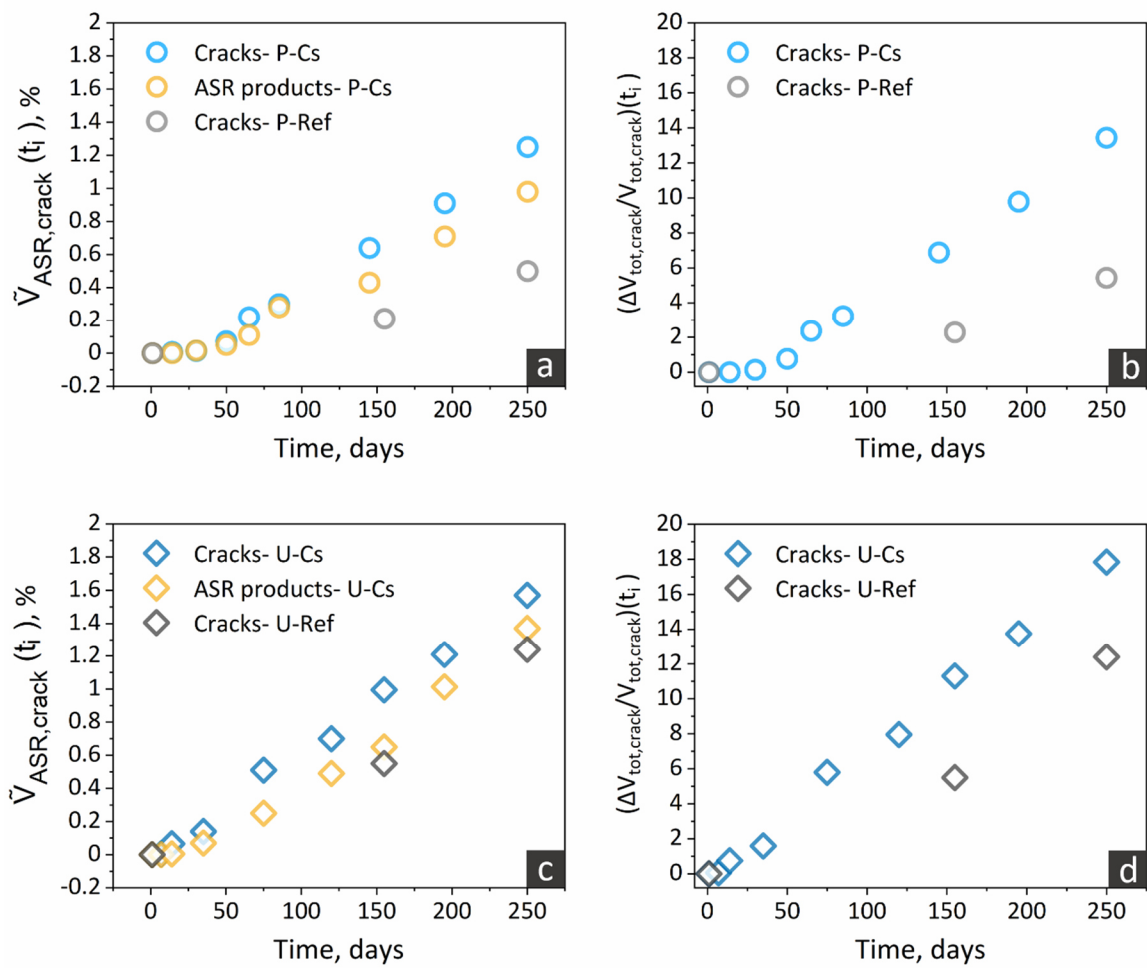 2
1.8
1.6
1.4
1.2
1
0.8
0.6
0.4
0.2
0
-0.2
Ṽ_ASR,crack (t_i), %
Cracks- P-Cs
ASR products- P-Cs
Cracks- P-Ref
a
0 50 100 150 200 250
Time, days
20
18
16
14
12
10
8
6
4
2
0
(ΔV_tot,crack/V_tot,crack)(t_i)
Cracks- P-Cs
Cracks- P-Ref
b
0 50 100 150 200 250
Time, days
2
1.8
1.6
1.4
1.2
1
0.8
0.6
0.4
0.2
0
-0.2
Ṽ_ASR,crack (t_i), %
Cracks- U-Cs
ASR products- U-Cs
Cracks- U-Ref
c
0 50 100 150 200 250
Time, days
20
18
16
14
12
10
8
6
4
2
0
(ΔV_tot,crack/V_tot,crack)(t_i)
Cracks- U-Cs
Cracks- U-Ref
d
0 50 100 150 200 250
Time, days